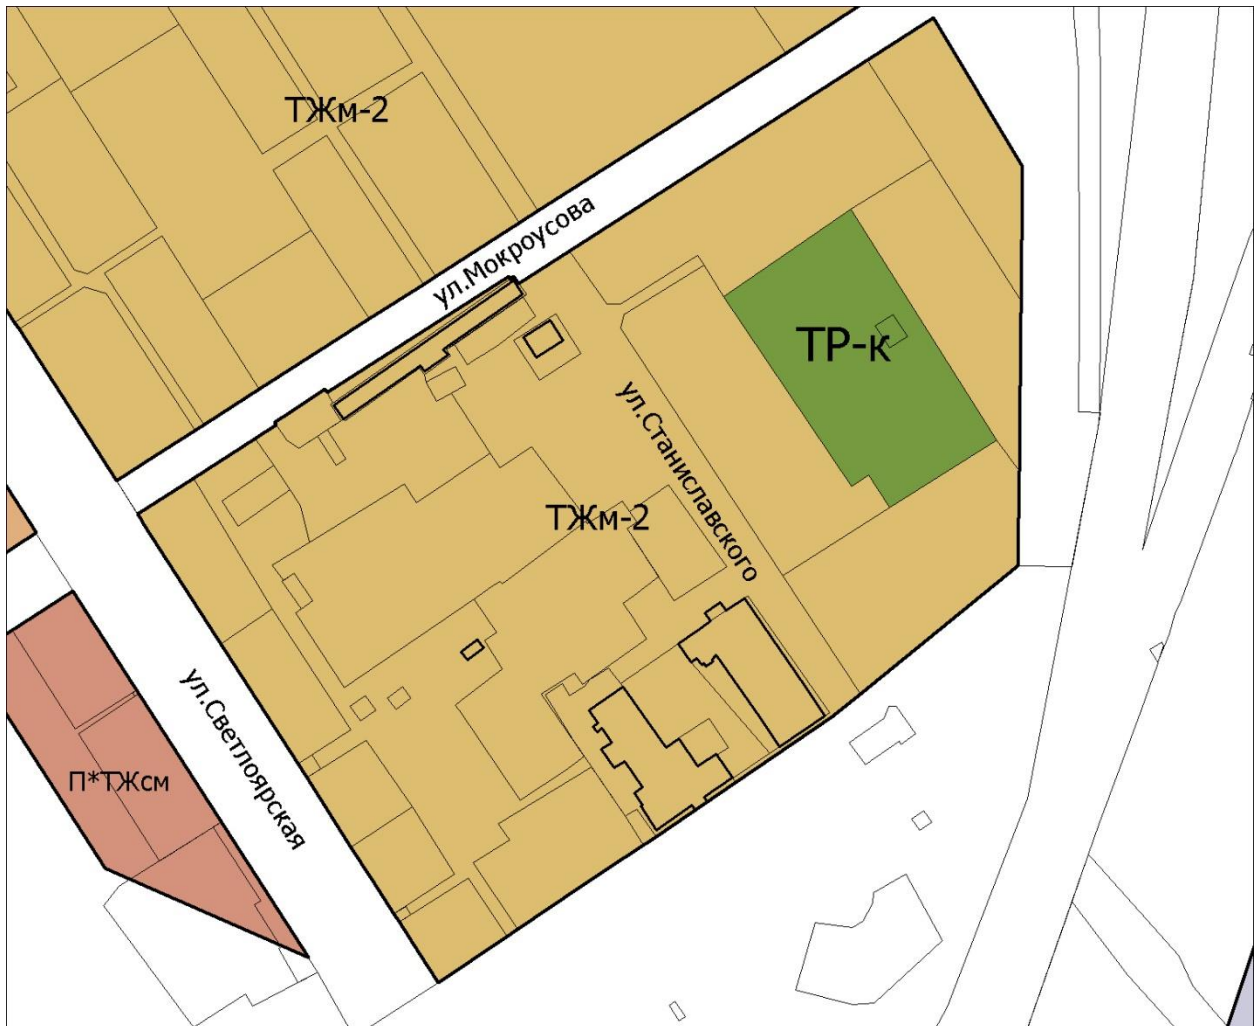 ТЖм-2
ул.Мокроусова
ТР-к
ул.Станиславского
ТЖм-2
ул.Светлоярская
П*ТЖсм